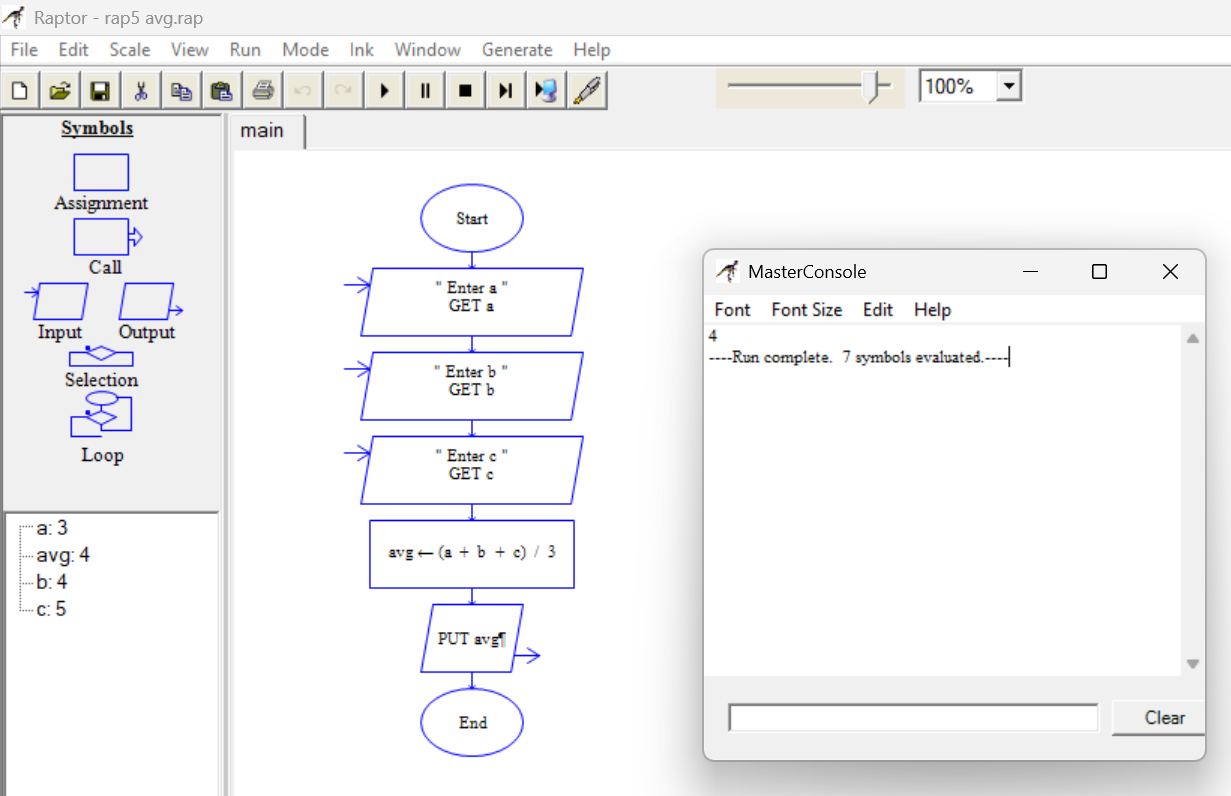 Raptor - rap5 avg.rap
File Edit Scale View Run Mode Ink Window Generate Help
100%
Symbols
Assignment
Call
Input Output
Selection
Loop
a: 3
avg: 4
b: 4
c: 5
main
Start
" Enter a "
GET a
" Enter b "
GET b
" Enter c "
GET c
avg ← (a + b + c) / 3
PUT avg¶
End
MasterConsole
Font Font Size Edit Help
4
----Run complete. 7 symbols evaluated.----
Clear